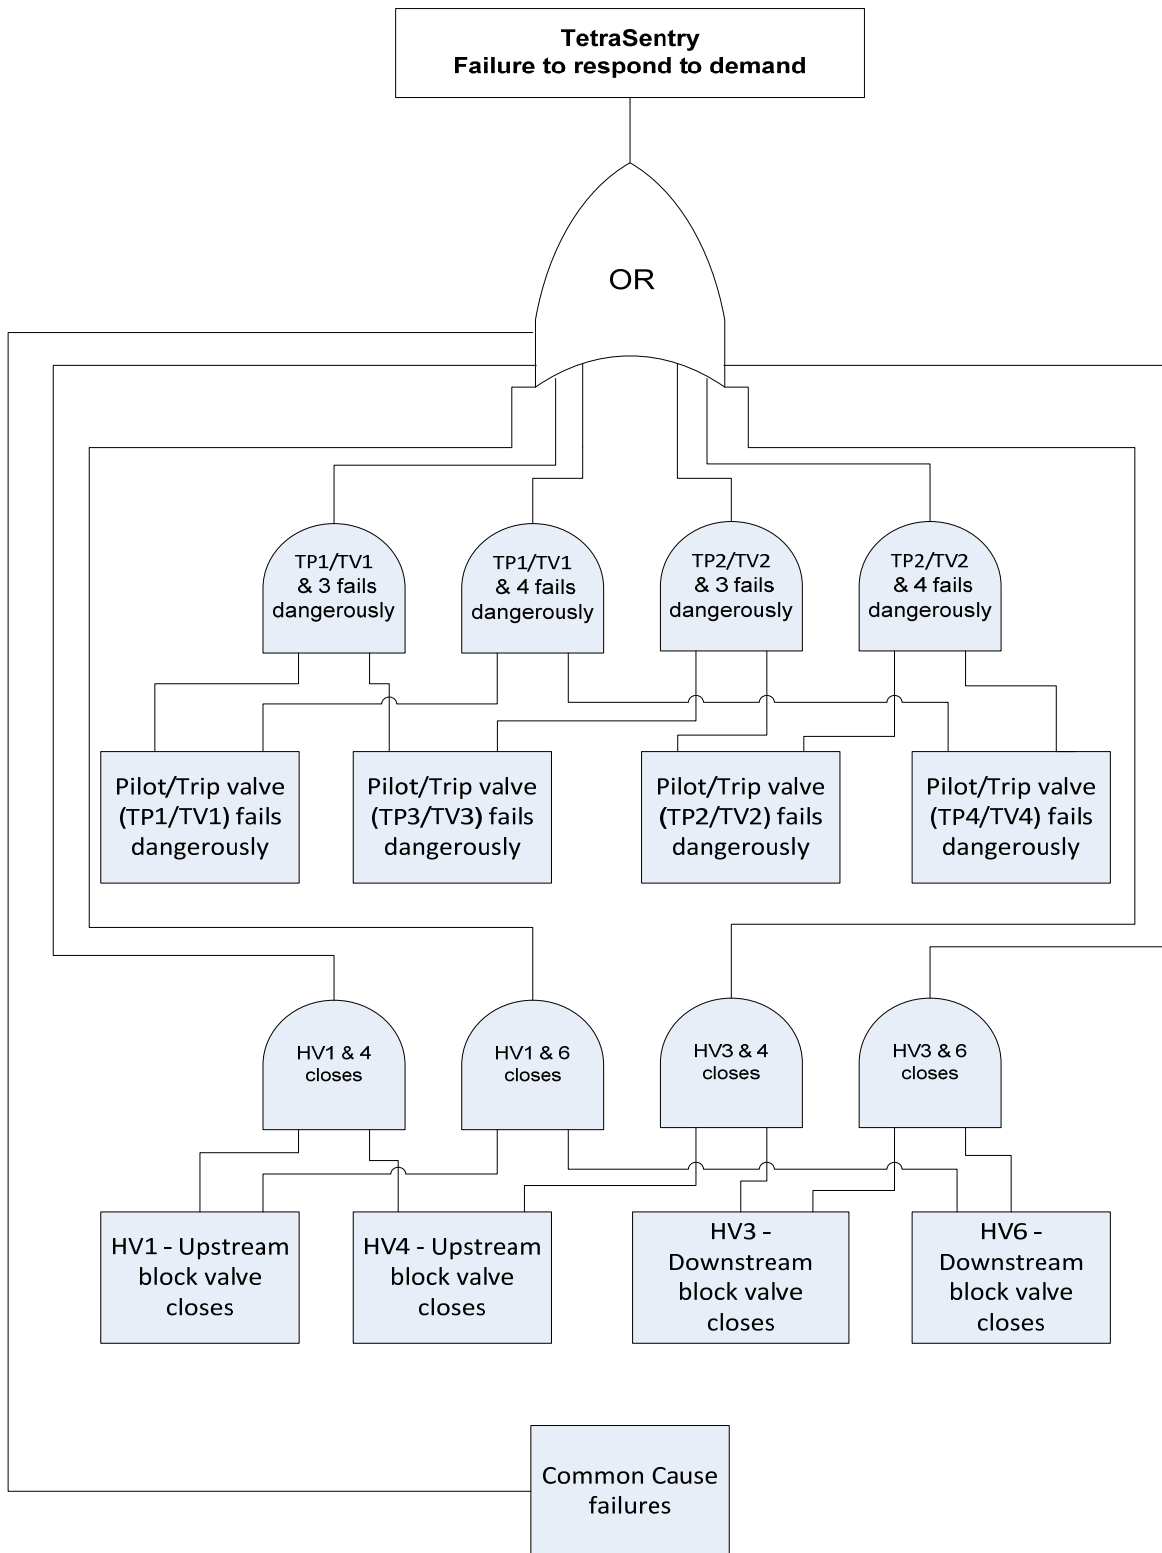 TetraSentry
Failure to respond to demand
OR
TP1/TV1
& 3 fails
dangerously
TP1/TV1
& 4 fails
dangerously
TP2/TV2
& 3 fails
dangerously
TP2/TV2
& 4 fails
dangerously
Pilot/Trip valve
(TP1/TV1) fails
dangerously
Pilot/Trip valve
(TP3/TV3) fails
dangerously
Pilot/Trip valve
(TP2/TV2) fails
dangerously
Pilot/Trip valve
(TP4/TV4) fails
dangerously
HV1 & 4
closes
HV1 & 6
closes
HV3 & 4
closes
HV3 & 6
closes
HV1 - Upstream
block valve
closes
HV4 - Upstream
block valve
closes
HV3 -
Downstream
block valve
closes
HV6 -
Downstream
block valve
closes
Common Cause
failures